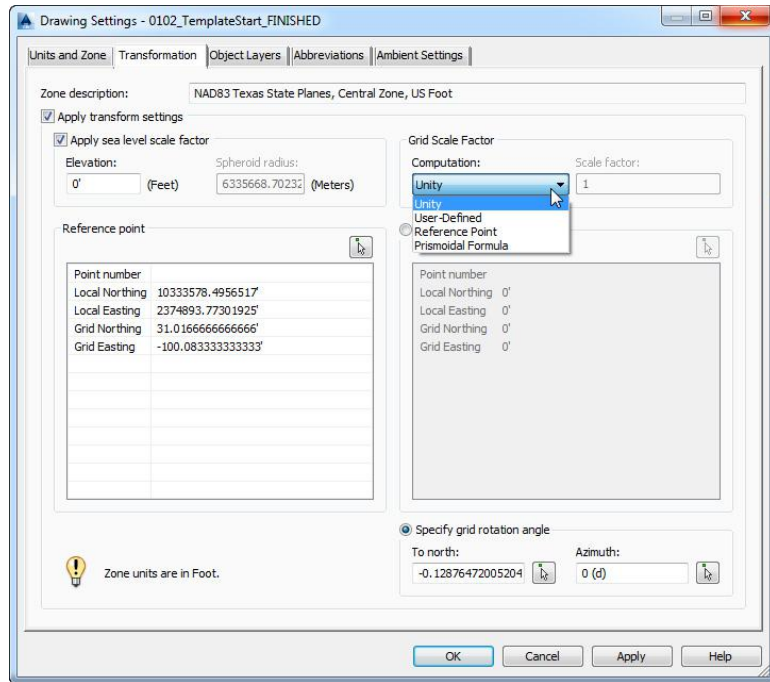 Drawing Settings - 0102_TemplateStart_FINISHED
Units and Zone Transformation Object Layers Abbreviations Ambient Settings
Zone description: NAD83 Texas State Planes, Central Zone, US Foot
Apply transform settings
Apply sea level scale factor
Elevation: Spheroid radius:
0' (Feet) 6335668.70232 (Meters)
Grid Scale Factor
Computation: Scale factor:
Unity 1
Unity
User-Defined
Reference Point
Prismoidal Formula
Reference point
Point number
Local Northing 10333578.4956517'
Local Easting 2374893.77301925'
Grid Northing 31.0166666666666'
Grid Easting -100.083333333333'
Point number
Local Northing 0'
Local Easting 0'
Grid Northing 0'
Grid Easting 0'
Specify grid rotation angle
To north: Azimuth:
-0.12876472005204 0 (d)
Zone units are in Foot.
OK Cancel Apply Help